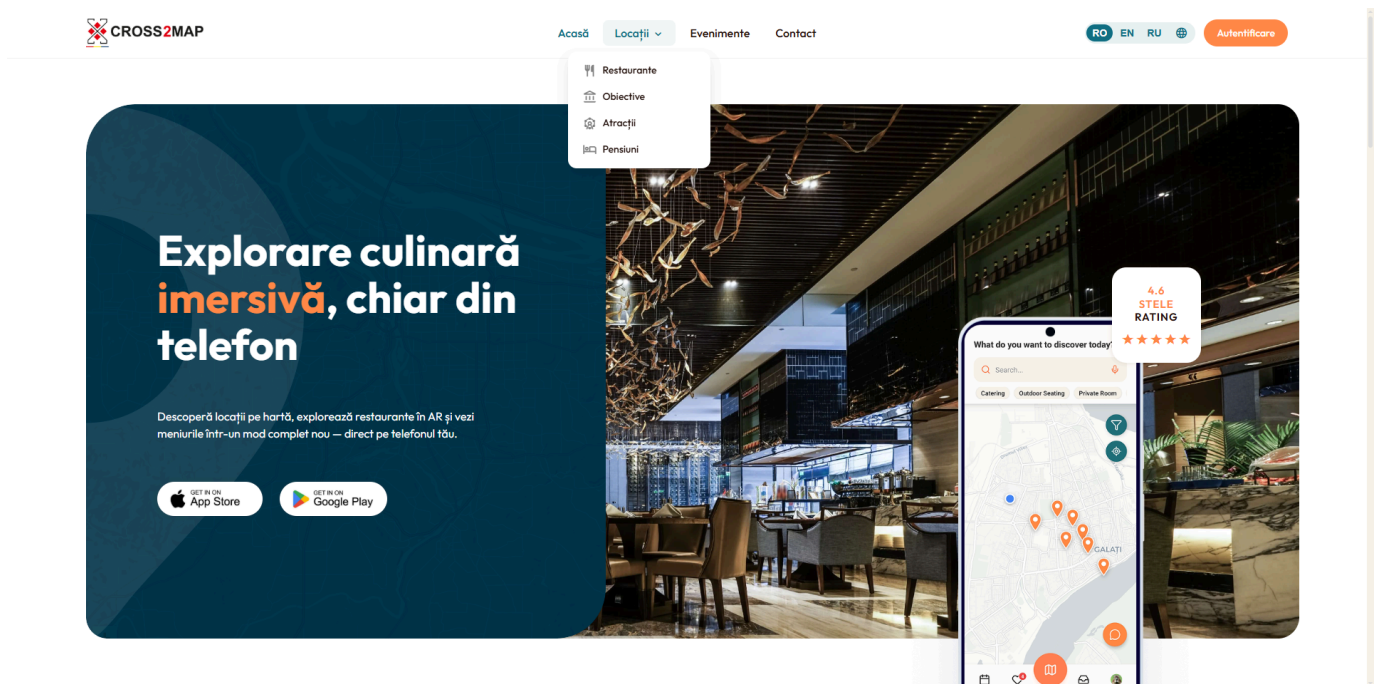 CROSS2MAP
Acasă Locații Evenimente Contact
RO EN RU
Autentificare
Restaurante
Obiective
Atracții
Pensiuni
Explorare culinară
imersivă, chiar din
telefon
Descoperă locații pe hartă, explorează restaurante în AR și vezi
meniurile într-un mod complet nou — direct pe telefonul tău.
GET IN ON
App Store
GET IN ON
Google Play
4.6
STELE
RATING
What do you want to discover today?
Search...
Catering Outdoor Seating Private Room
GALAȚI